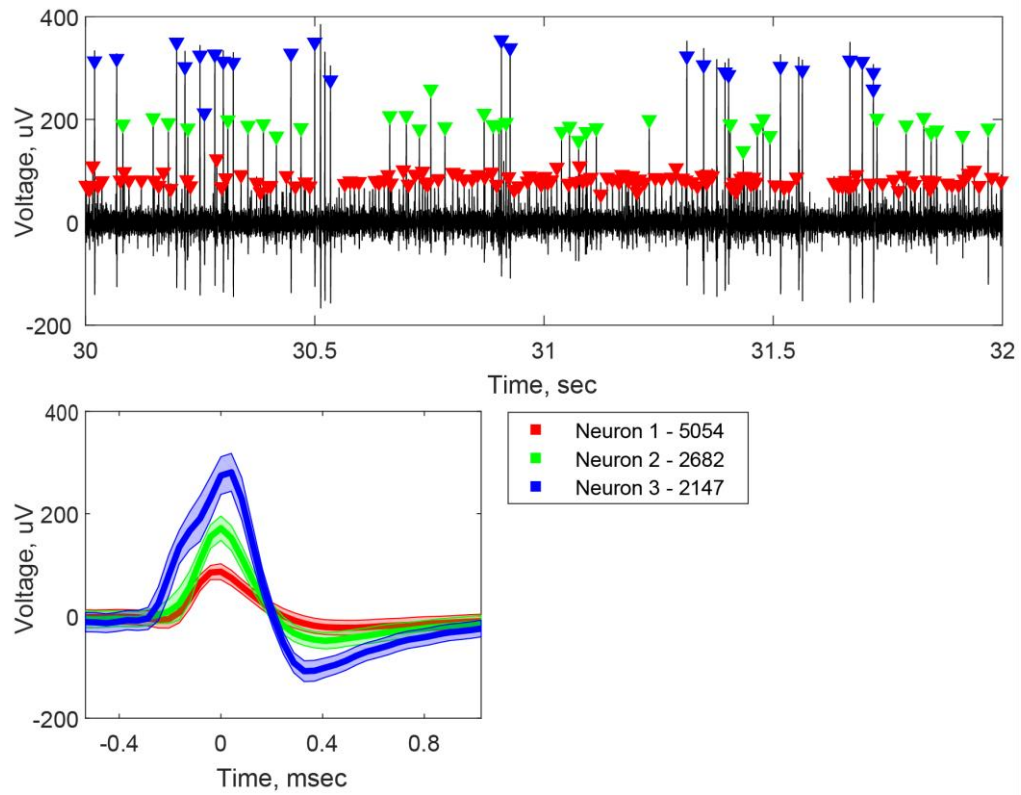 400
200
0
-200
Voltage, uV
30
30.5
31
31.5
32
Time, sec
400
200
0
-200
Voltage, uV
-0.4
0
0.4
0.8
Time, msec
Neuron 1 - 5054
Neuron 2 - 2682
Neuron 3 - 2147